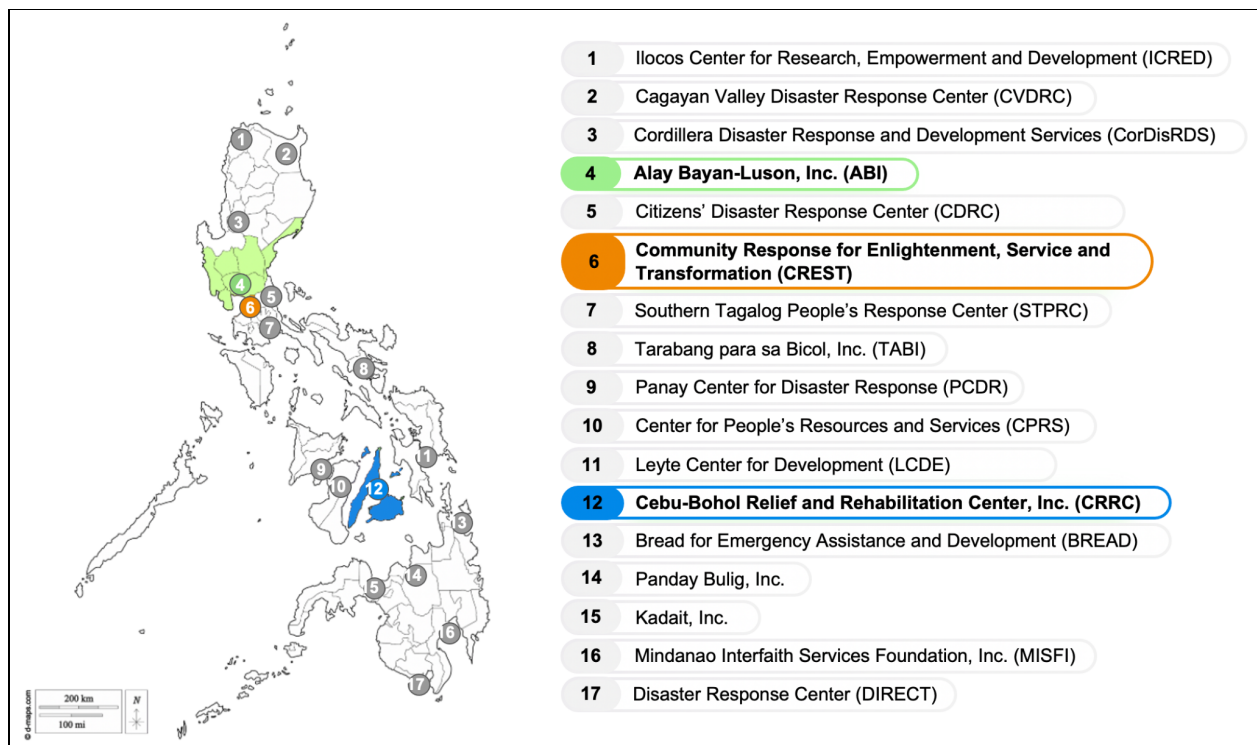 1 Ilocos Center for Research, Empowerment and Development (ICRED)
2 Cagayan Valley Disaster Response Center (CVDRC)
3 Cordillera Disaster Response and Development Services (CorDisRDS)
4 Alay Bayan-Luson, Inc. (ABI)
5 Citizens' Disaster Response Center (CDRC)
6 Community Response for Enlightenment, Service and
Transformation (CREST)
7 Southern Tagalog People's Response Center (STPRC)
8 Tarabang para sa Bicol, Inc. (TABI)
9 Panay Center for Disaster Response (PCDR)
10 Center for People's Resources and Services (CPRS)
11 Leyte Center for Development (LCDE)
12 Cebu-Bohol Relief and Rehabilitation Center, Inc. (CRRC)
13 Bread for Emergency Assistance and Development (BREAD)
14 Panday Bulig, Inc.
15 Kadait, Inc.
16 Mindanao Interfaith Services Foundation, Inc. (MISFI)
17 Disaster Response Center (DIRECT)
1
2
3
4
5
6
7
8
9
10
1
12
3
14
5
16
17
200 km
100 mi
N
© d-maps.com